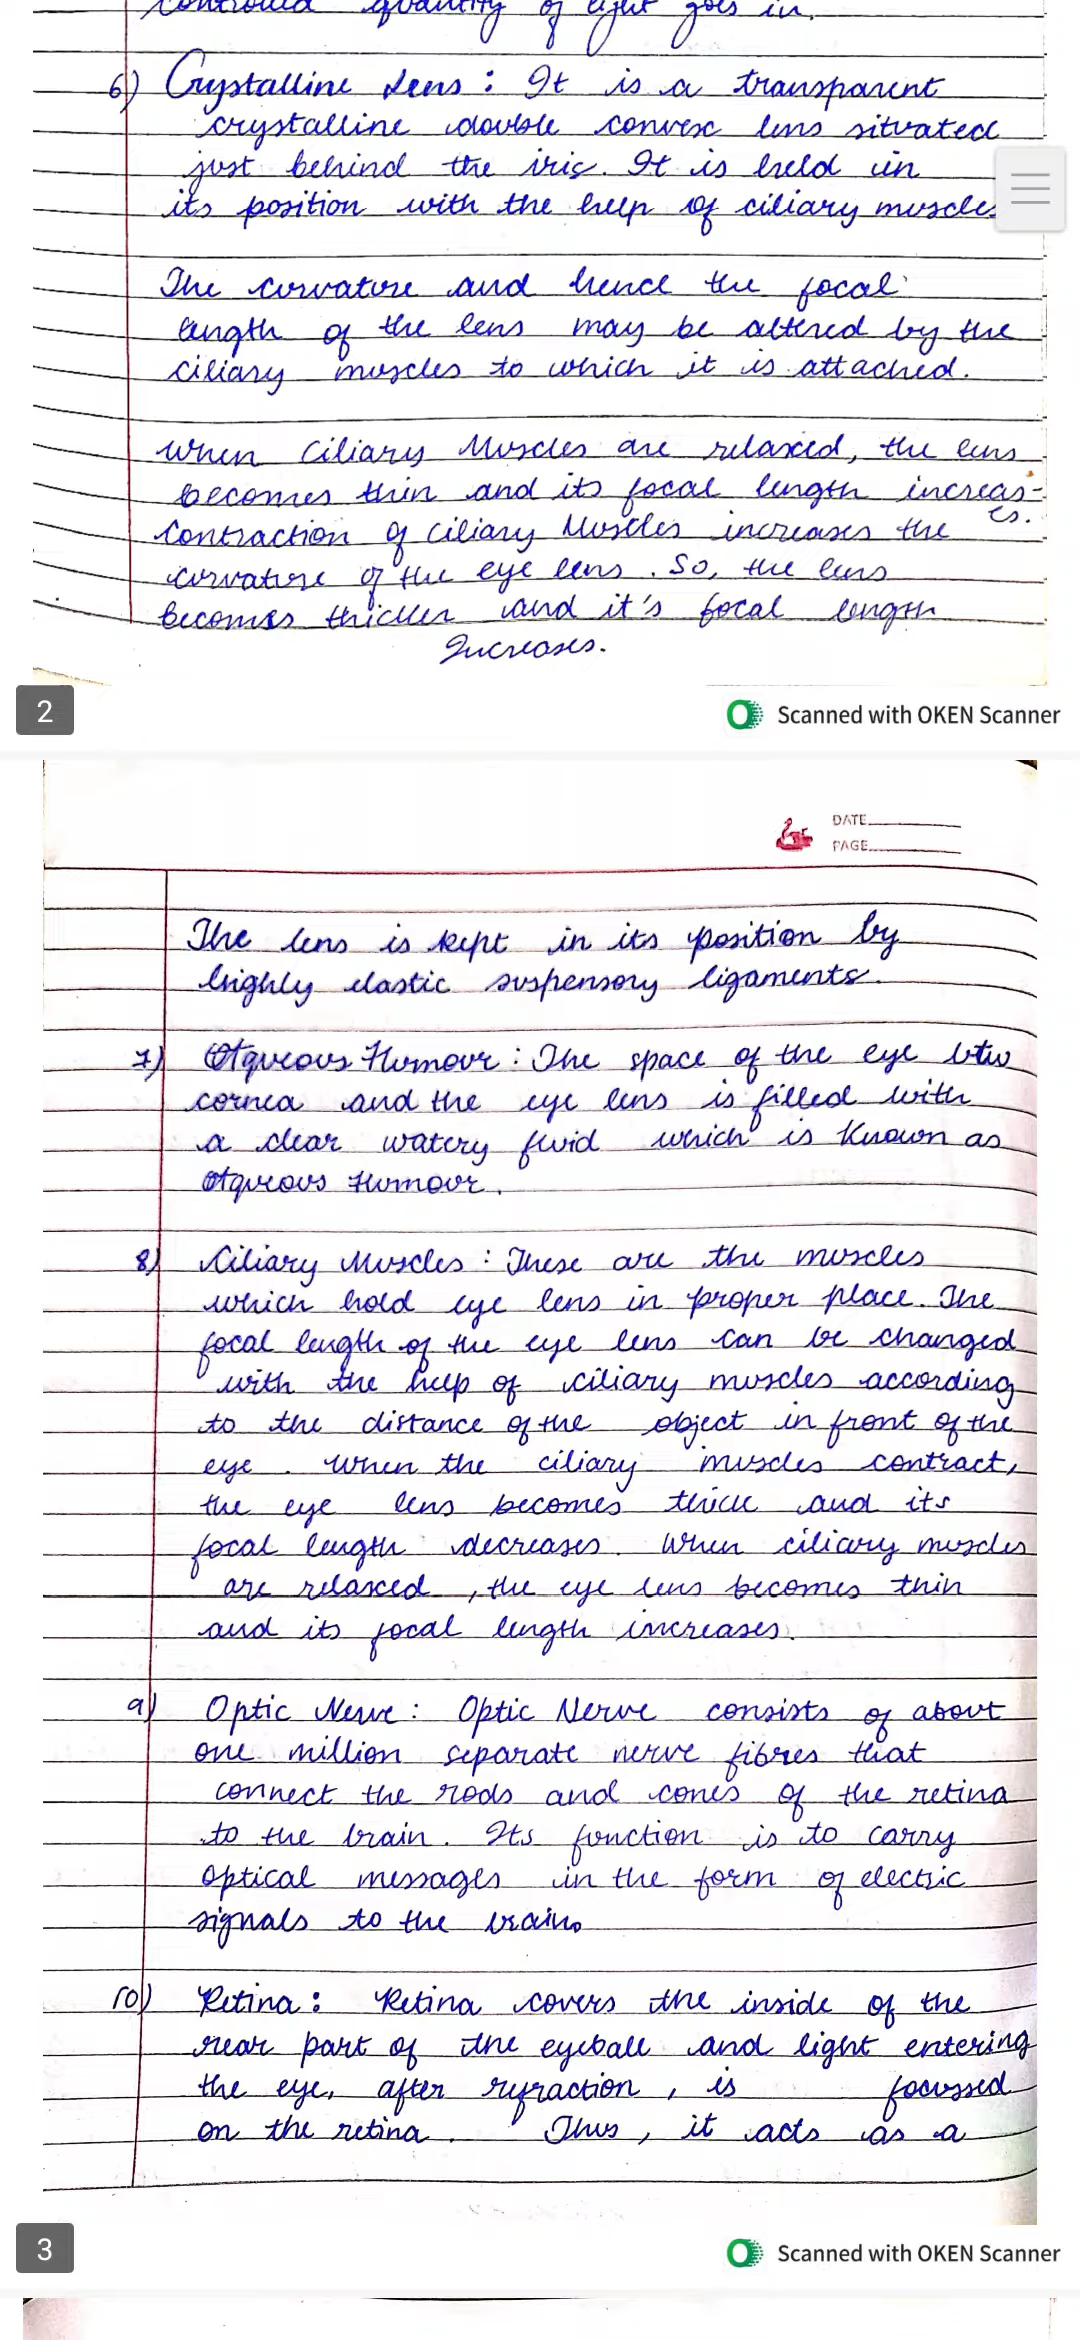 controlled quantity of light goes in.
6) Crystalline Lens : It is a transparent
crystalline double convex lens situated
just behind the iris. It is held in
its position with the help of ciliary muscles
The curvature and hence the focal
length of the lens may be altered by the
ciliary muscles to which it is attached.
When Ciliary Muscles are relaxed, the lens
becomes thin and its focal length increas-
es.
Contraction of ciliary Muscles increases the
curvature of the eye lens . So, the lens
becomes thicker and it's focal length
Increases.
2
Scanned with OKEN Scanner
DATE
PAGE
The lens is kept in its position by
highly elastic suspensory ligaments.
7) Aqueous Humour : The space of the eye btw
cornea and the eye lens is filled with
a clear watery fluid which is Known as
Aqueous Humour.
8) Ciliary Muscles : These are the muscles
which hold eye lens in proper place. The
focal length of the eye lens can be changed
with the help of ciliary muscles according
to the distance of the object in front of the
eye . When the ciliary muscles contract,
the eye lens becomes thick and its
focal length decreases. When ciliary muscles
are relaxed , the eye lens becomes thin
and its focal length increases.
9) Optic Nerve : Optic Nerve consists of about
one million separate nerve fibres that
connect the rods and cones of the retina
to the brain . Its function is to carry
Optical messages in the form of electric
signals to the brain.
10) Retina : Retina covers the inside of the
rear part of the eyeball and light entering
the eye, after refraction , is focussed
on the retina . Thus , it acts as a
3
Scanned with OKEN Scanner